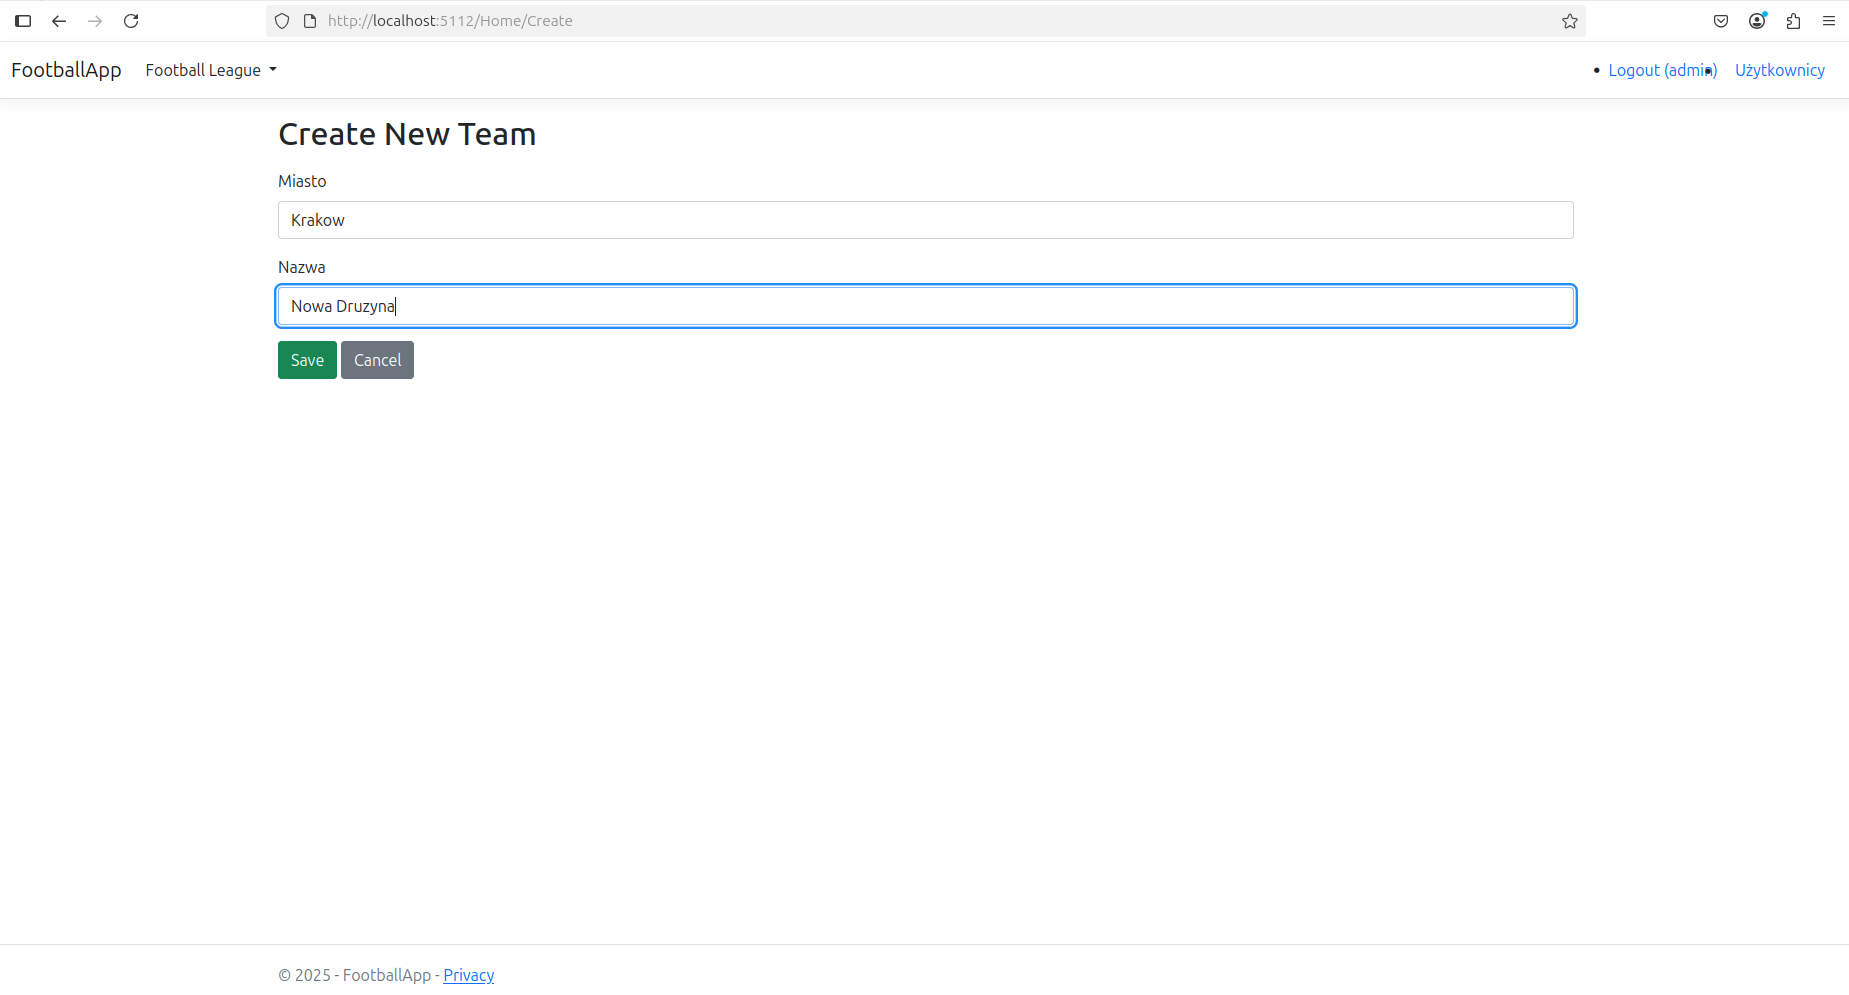 http://localhost:5112/Home/Create
FootballApp Football League • Logout (admin) • Użytkownicy
Create New Team
Miasto
Krakow
Nazwa
Nowa Druzyna
Save Cancel
© 2025 - FootballApp - Privacy